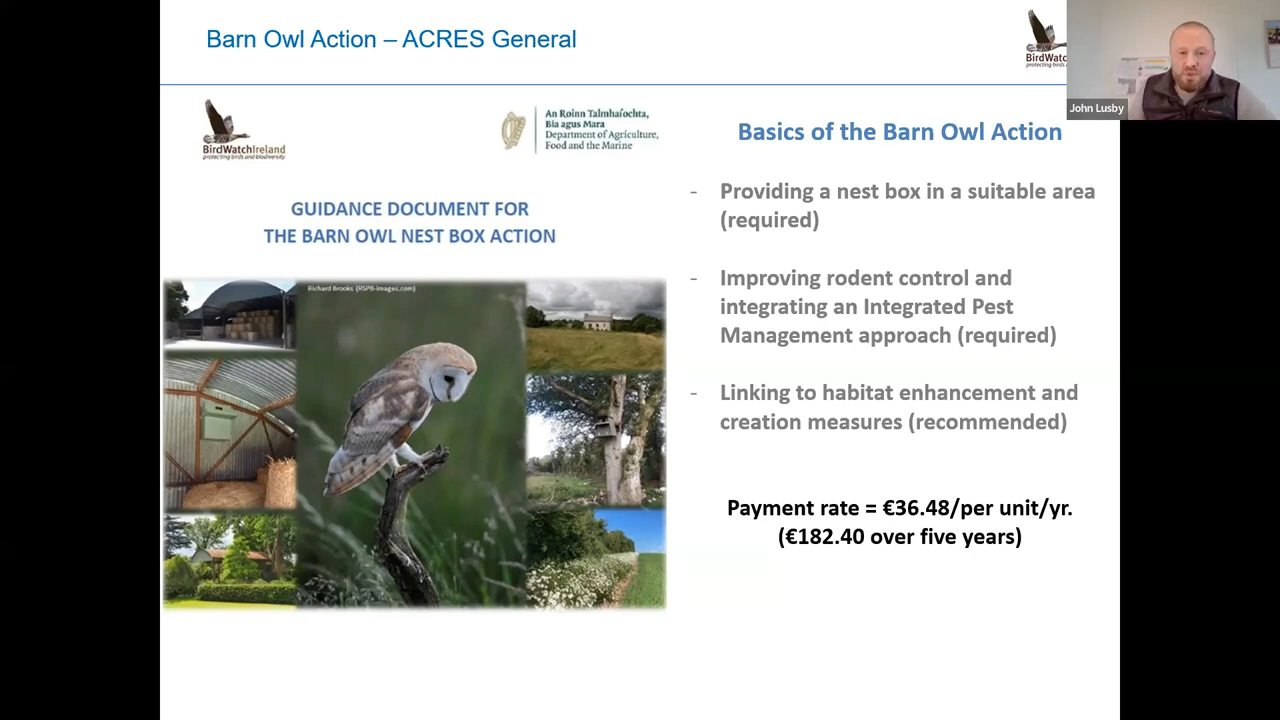 Barn Owl Action – ACRES General
BirdWatc
protecting birds
John Lusby
BirdWatchIreland
protecting birds and biodiversity
An Roinn Talmhaíochta,
Bia agus Mara
Department of Agriculture,
Food and the Marine
GUIDANCE DOCUMENT FOR
THE BARN OWL NEST BOX ACTION
Richard Brooks (RSPB-images.com)
Basics of the Barn Owl Action
- Providing a nest box in a suitable area
(required)
- Improving rodent control and
integrating an Integrated Pest
Management approach (required)
- Linking to habitat enhancement and
creation measures (recommended)
Payment rate = €36.48/per unit/yr.
(€182.40 over five years)